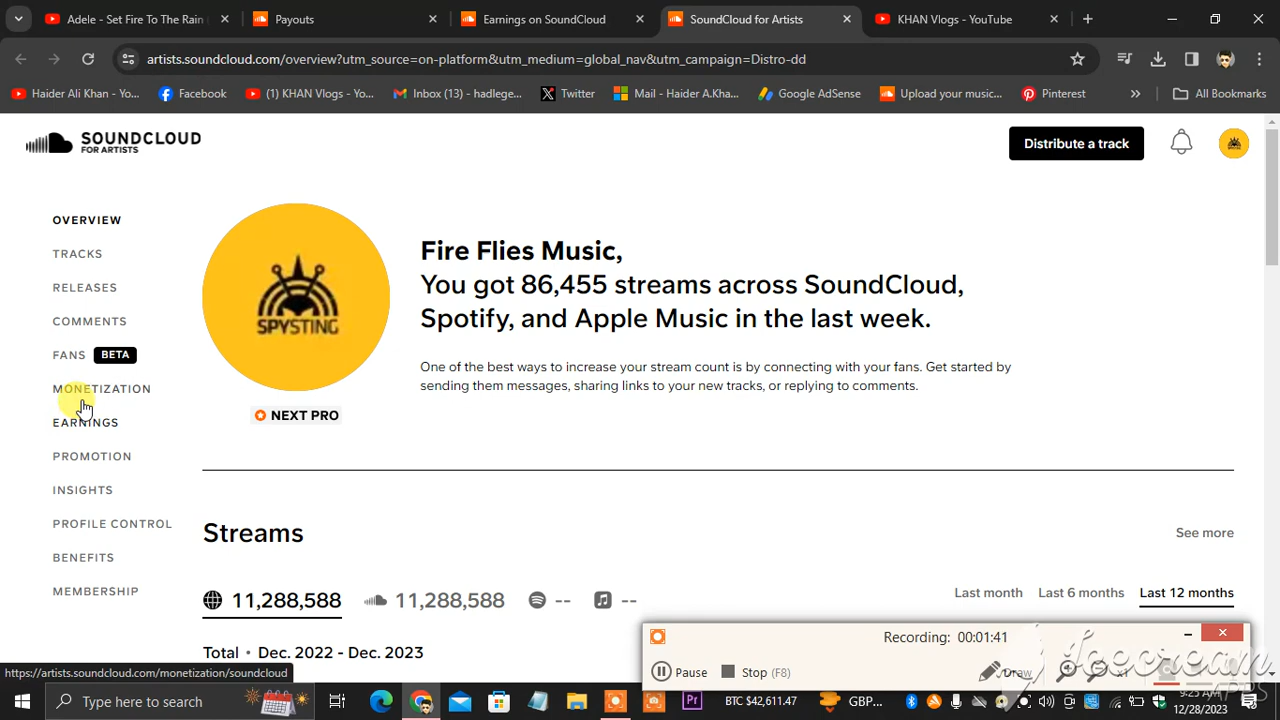 Adele - Set Fire To The Rain
Payouts
Earnings on SoundCloud
SoundCloud for Artists
KHAN Vlogs - YouTube
artists.soundcloud.com/overview?utm_source=on-platform&utm_medium=global_nav&utm_campaign=Distro-dd
Haider Ali Khan - Yo...
Facebook
(1) KHAN Vlogs - Yo...
Inbox (13) - hadlege...
Twitter
Mail - Haider A.Kha...
Google AdSense
Upload your music...
Pinterest
All Bookmarks
SOUNDCLOUD
FOR ARTISTS
Distribute a track
OVERVIEW
TRACKS
RELEASES
COMMENTS
FANS BETA
MONETIZATION
EARNINGS
PROMOTION
INSIGHTS
PROFILE CONTROL
BENEFITS
MEMBERSHIP
SPYSTING
NEXT PRO
Fire Flies Music,
You got 86,455 streams across SoundCloud,
Spotify, and Apple Music in the last week.
One of the best ways to increase your stream count is by connecting with your fans. Get started by
sending them messages, sharing links to your new tracks, or replying to comments.
Streams
See more
11,288,588
11,288,588
--
--
Last month
Last 6 months
Last 12 months
Total • Dec. 2022 - Dec. 2023
Recording: 00:01:41
Pause
Stop (F8)
Draw
x1
Icecream
APPS
https://artists.soundcloud.com/monetization/soundcloud
Type here to search
Pr
BTC $42,611.47
GBP...
9:25 AM
12/28/2023